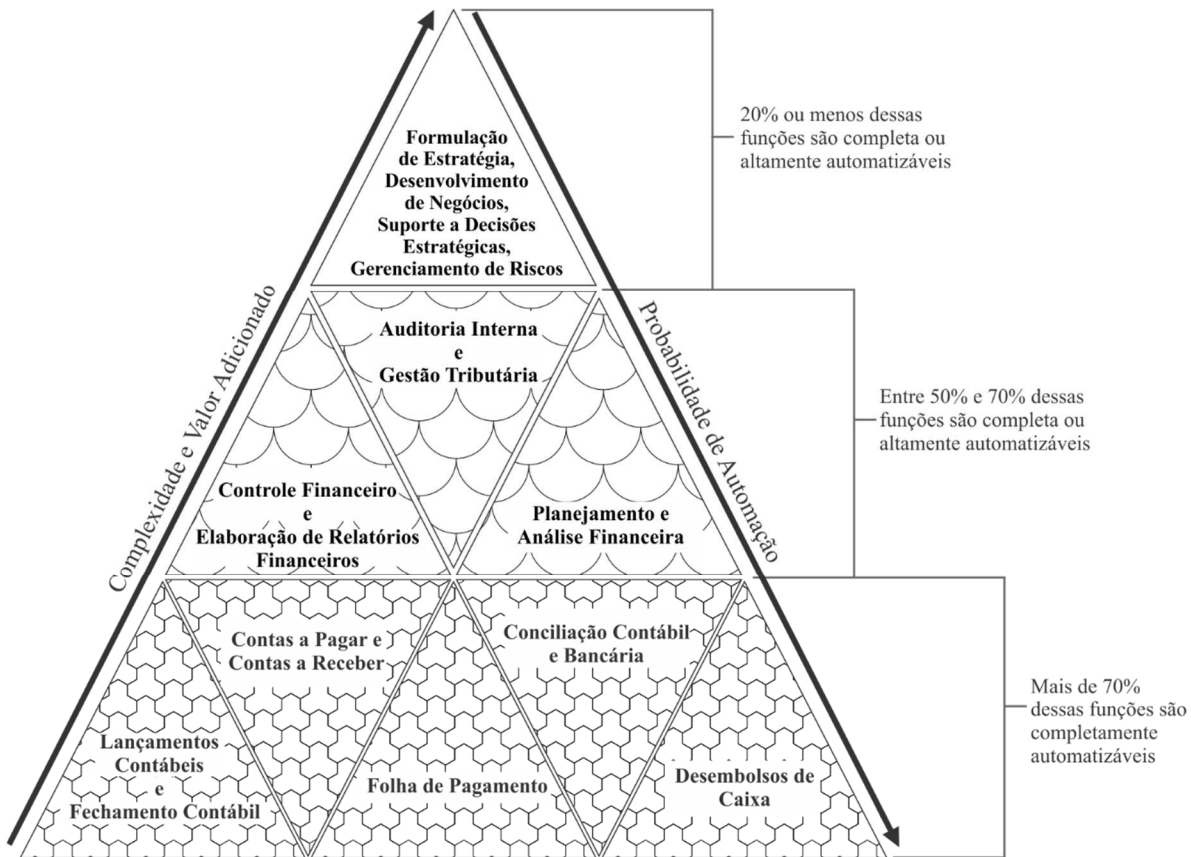 Formulação
de Estratégia,
Desenvolvimento
de Negócios,
Suporte a Decisões
Estratégicas,
Gerenciamento de Riscos
20% ou menos dessas
funções são completa ou
altamente automatizáveis
Complexidade e Valor Adicionado
Probabilidade de Automação
Auditoria Interna
e
Gestão Tributária
Controle Financeiro
e
Elaboração de Relatórios
Financeiros
Planejamento e
Análise Financeira
Entre 50% e 70% dessas
funções são completa ou
altamente automatizáveis
Contas a Pagar e
Contas a Receber
Conciliação Contábil
e Bancária
Lançamentos
Contábeis
e
Fechamento Contábil
Folha de Pagamento
Desembolsos de
Caixa
Mais de 70%
dessas funções são
completamente
automatizáveis